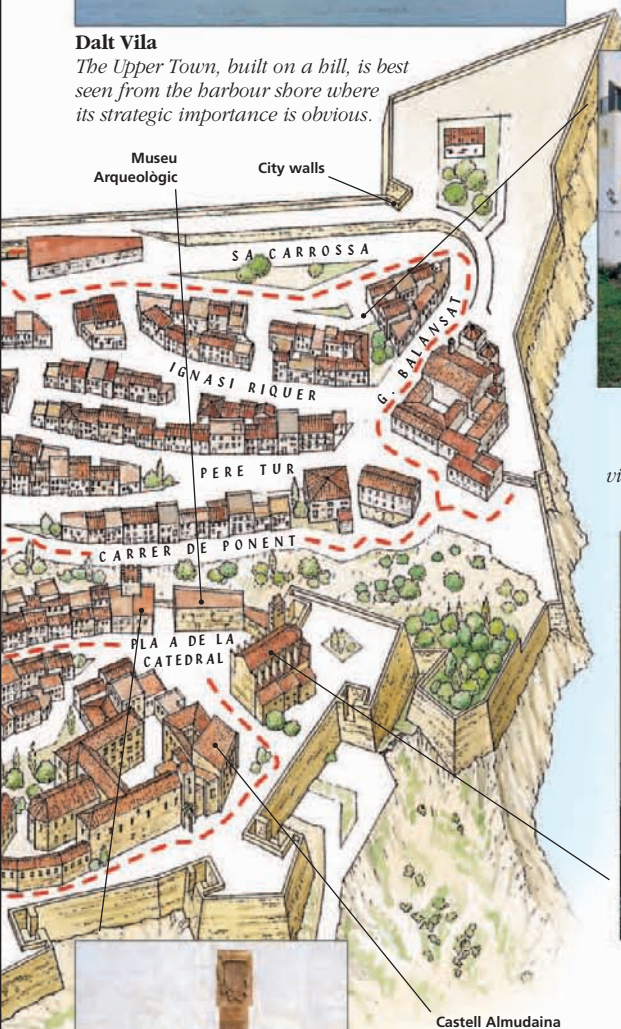 Dalt Vila
The Upper Town, built on a hill, is best
seen from the harbour shore where
its strategic importance is obvious.
Museu
Arqueològic
City walls
SA CARROSSA
G. BALANSAT
IGNASI RIQUER
PERE TUR
CARRER DE PONENT
PLA A DE LA
CATEDRAL
vi
Castell Almudaina